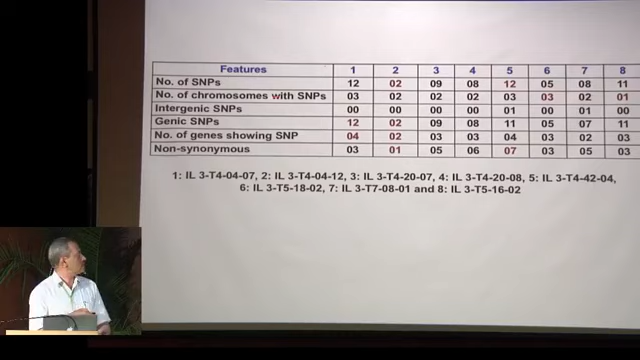 Features 1 2 3 4 5 6 7 8
No. of SNPs 12 02 09 08 12 05 08 11
No. of chromosomes with SNPs 03 02 02 02 03 03 02 01
Intergenic SNPs 00 00 00 00 01 00 01 00
Genic SNPs 12 02 09 08 11 05 07 11
No. of genes showing SNP 04 02 03 03 04 03 02 03
Non-synonymous 03 01 05 06 07 03 05 03
1: IL 3-T4-04-07, 2: IL 3-T4-04-12, 3: IL 3-T4-20-07, 4: IL 3-T4-20-08, 5: IL 3-T4-42-04,
6: IL 3-T5-18-02, 7: IL 3-T7-08-01 and 8: IL 3-T5-16-02